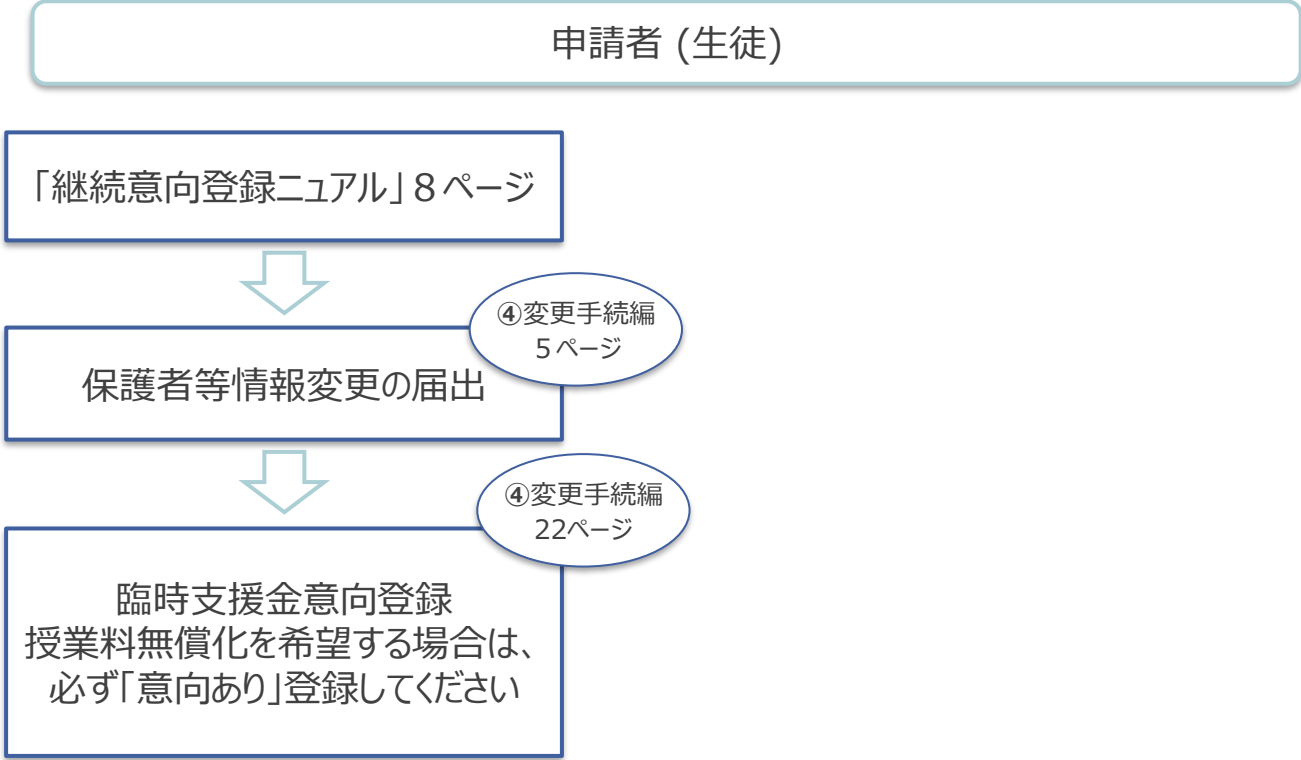 申請者 (生徒)
「継続意向登録ニュアル」８ページ
④変更手続編
５ページ
保護者等情報変更の届出
④変更手続編
22ページ
臨時支援金意向登録
授業料無償化を希望する場合は、
必ず「意向あり」登録してください